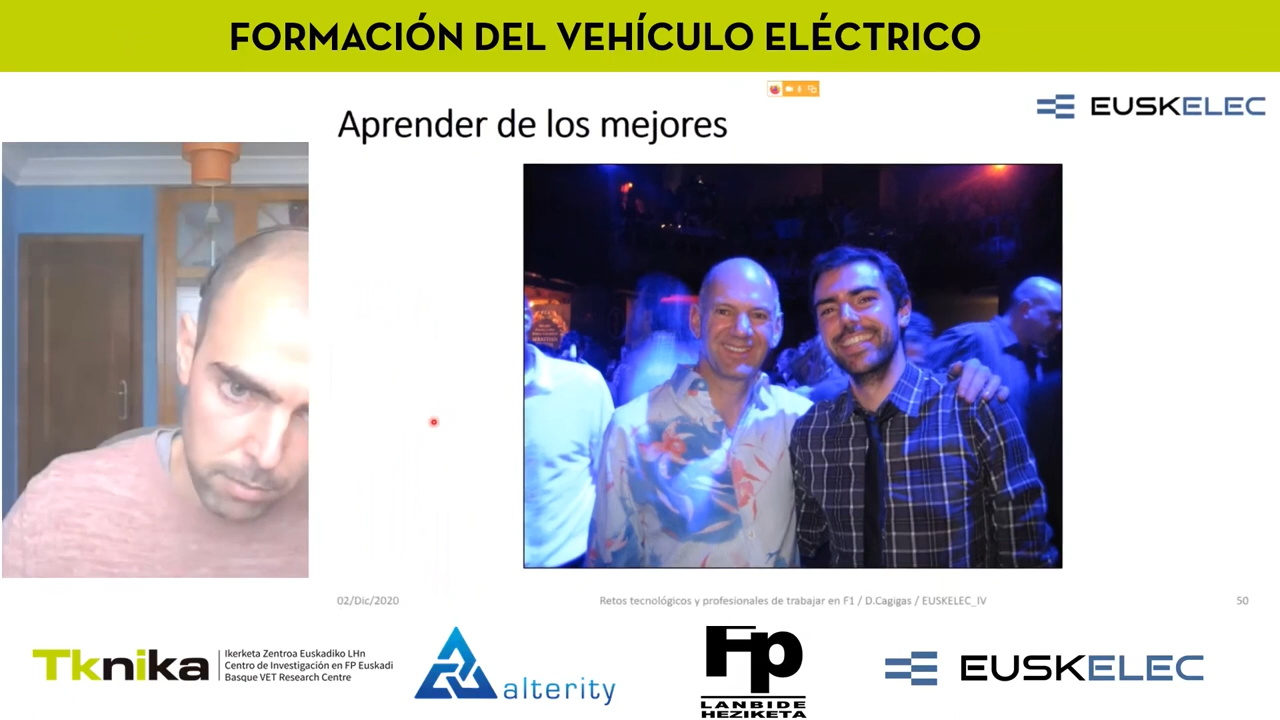 FORMACIÓN DEL VEHÍCULO ELÉCTRICO
EUSKELEC
Aprender de los mejores
02/Dic/2020
Retos tecnológicos y profesionales de trabajar en F1 / D.Cagigas / EUSKELEC_IV
50
Tknika
Ikerketa Zentroa Euskadiko LHn
Centro de Investigación en FP Euskadi
Basque VET Research Centre
alterity
Fp
LANBIDE
HEZIKETA
EUSKELEC